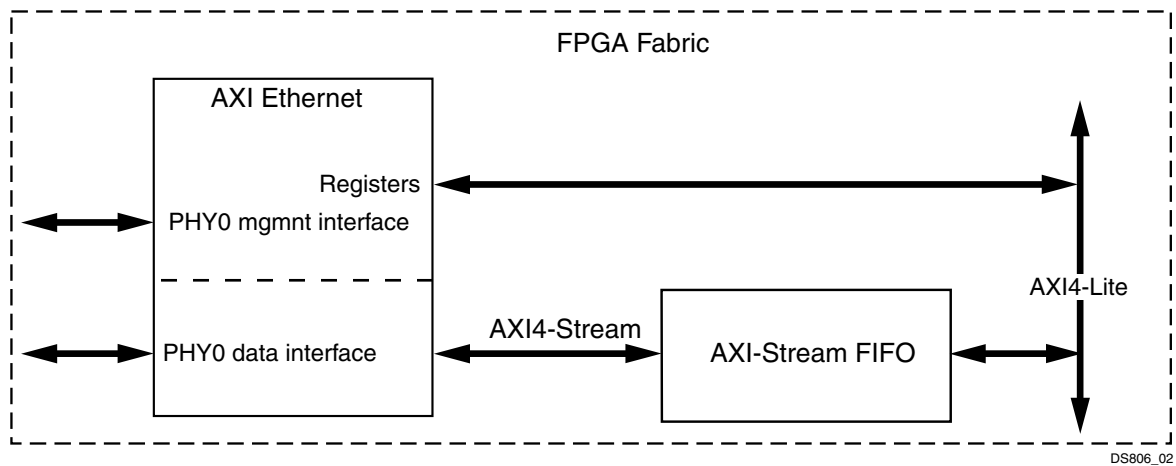 FPGA Fabric
AXI Ethernet
Registers
PHY0 mgmnt interface
AXI4-Lite
AXI4-Stream
PHY0 data interface
AXI-Stream FIFO
DS806_02